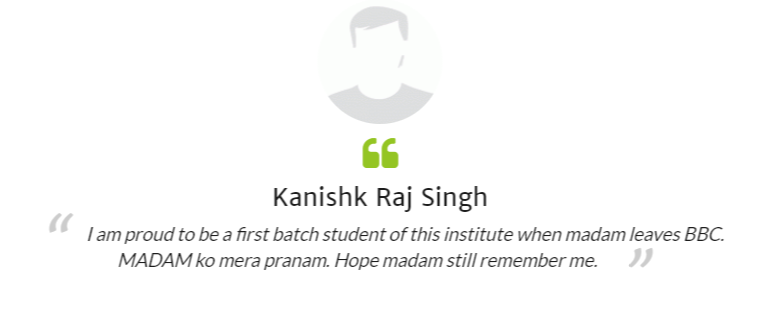 Kanishk Raj Singh
“ I am proud to be a first batch student of this institute when madam leaves BBC.
MADAM ko mera pranam. Hope madam still remember me. ”